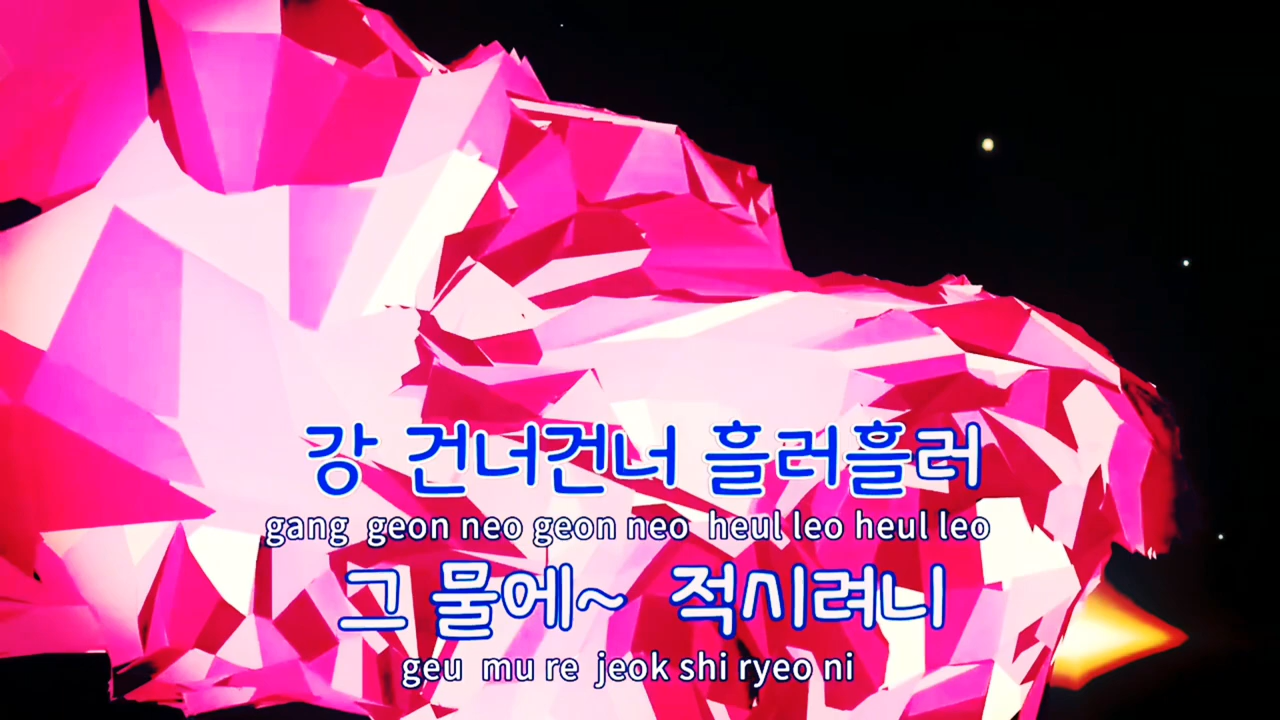 강 건너건너 흘러흘러
gang geon neo geon neo heul leo heul leo
그 물에~ 적시려니
geu mu re jeok shi ryeo ni